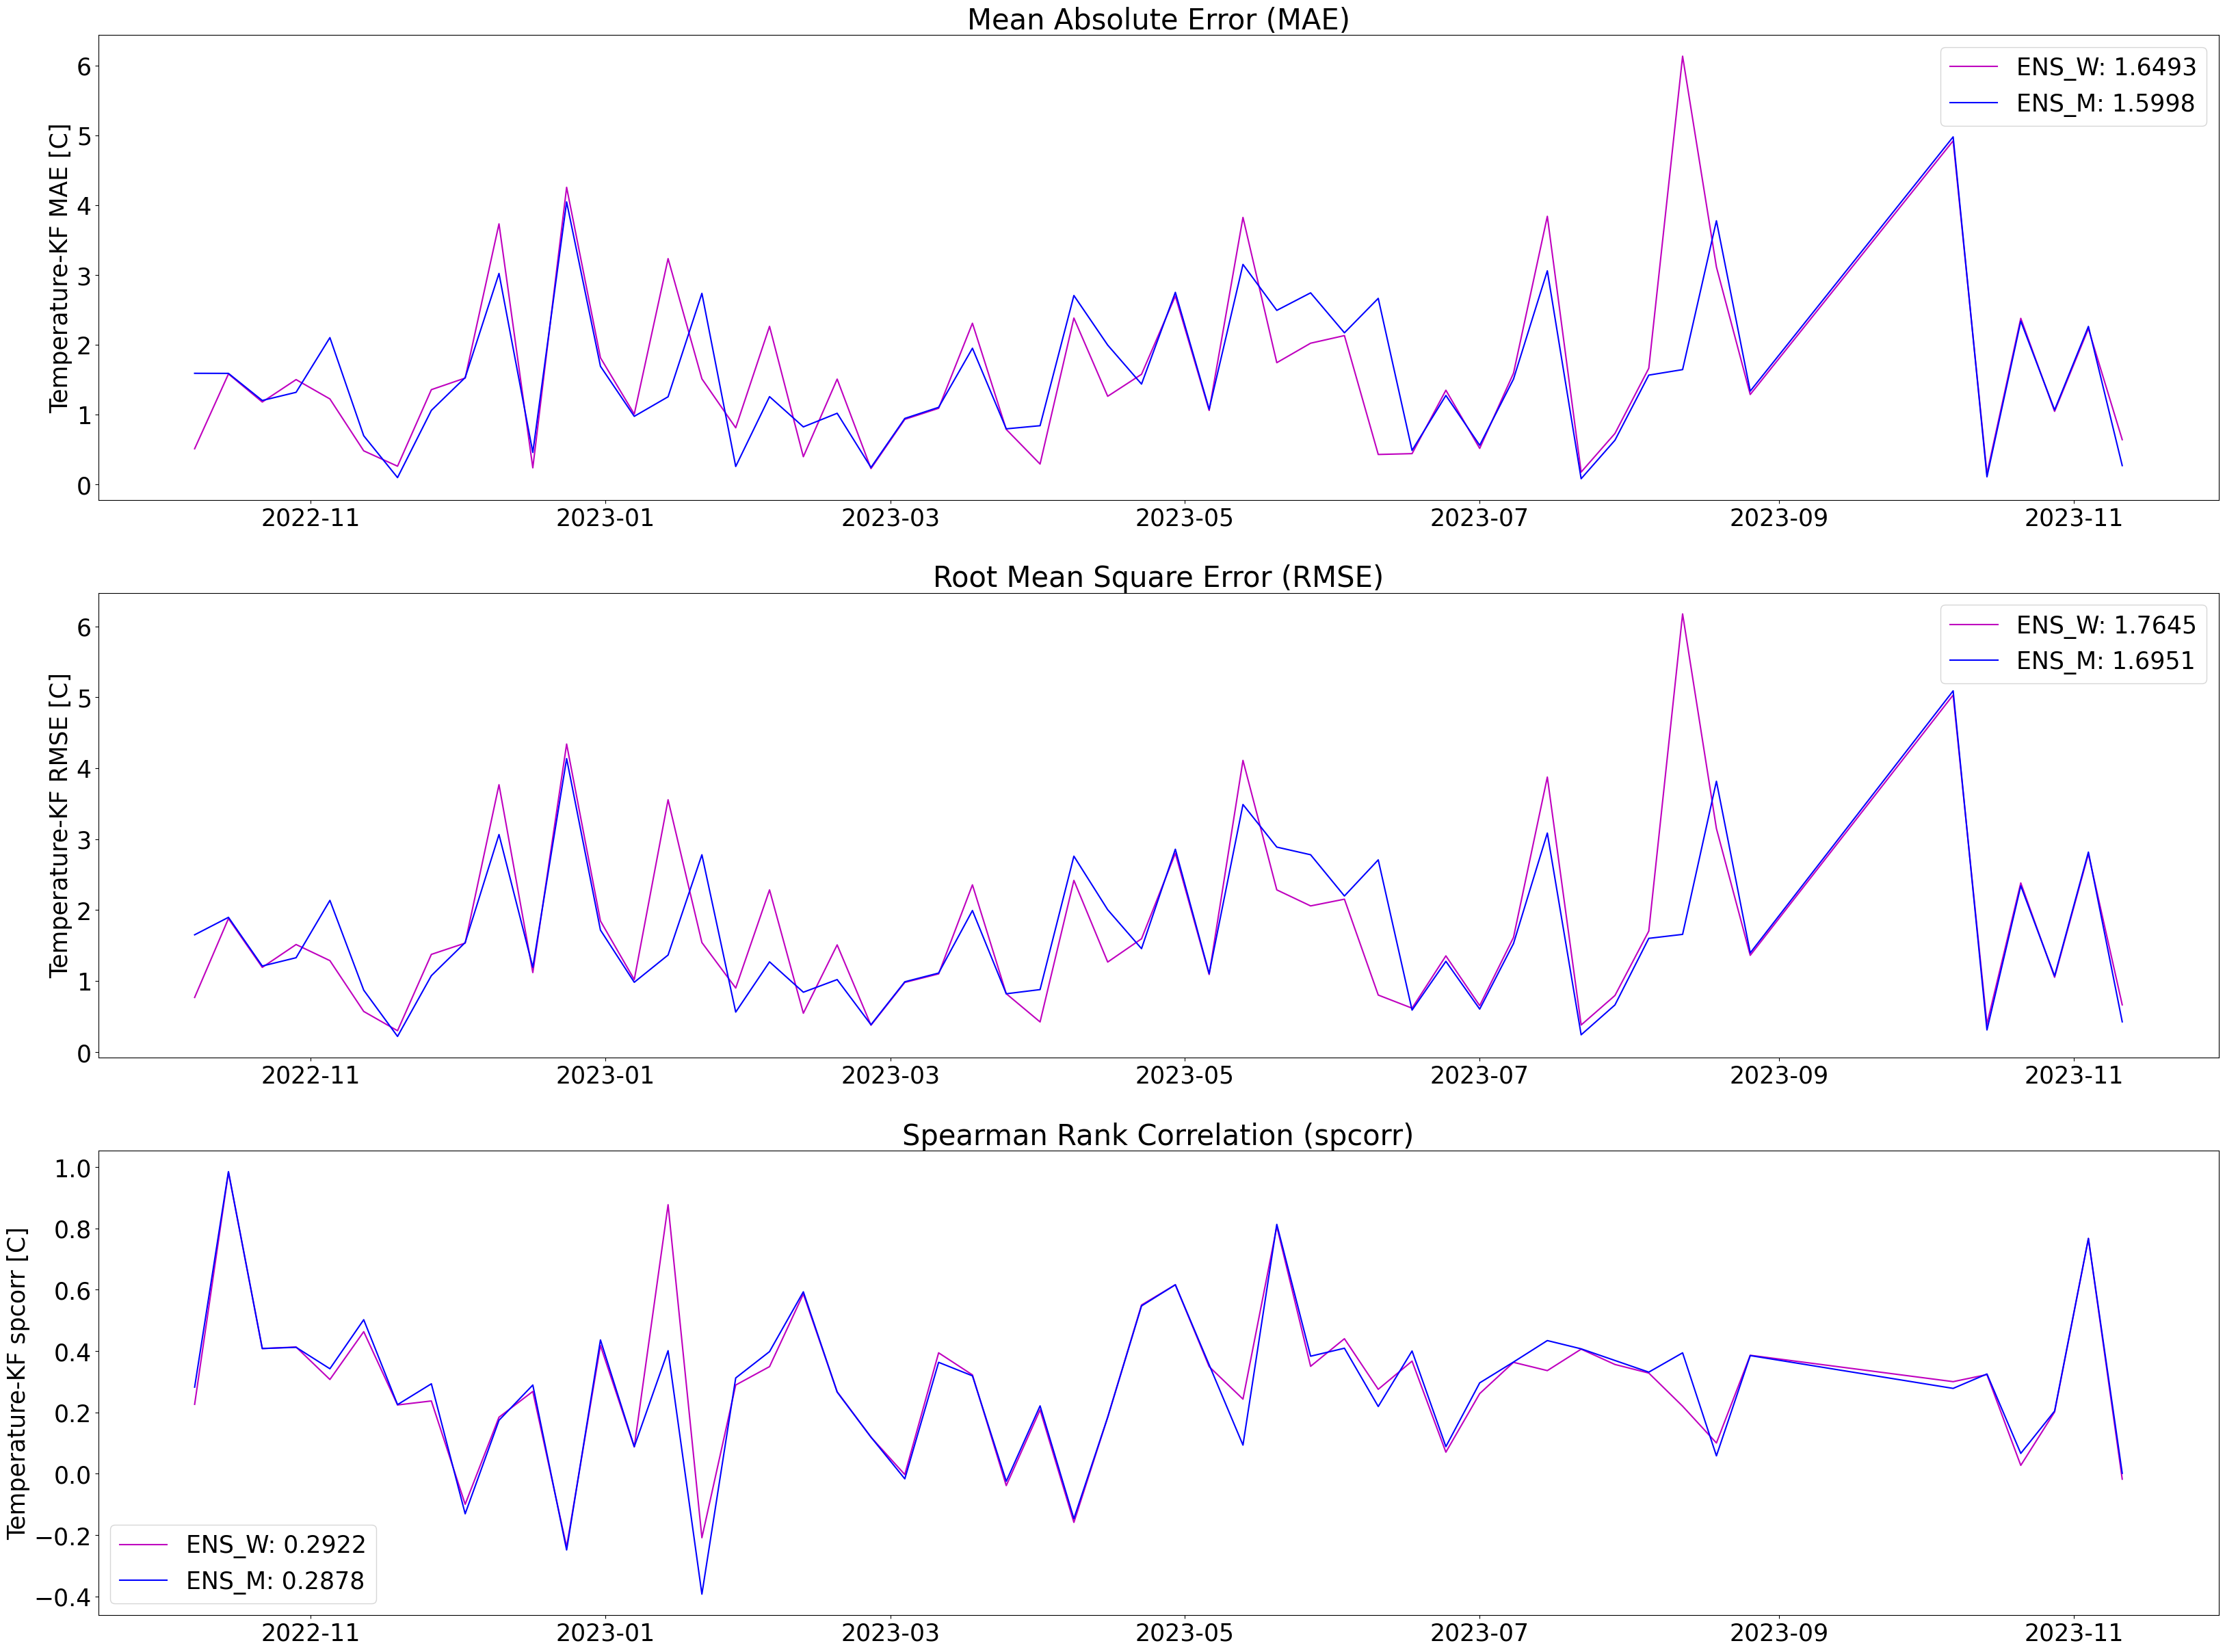 Mean Absolute Error (MAE)
Temperature-KF MAE [C]
6
5
4
3
2
1
0
ENS_W: 1.6493
ENS_M: 1.5998
2022-11 2023-01 2023-03 2023-05 2023-07 2023-09 2023-11
Root Mean Square Error (RMSE)
Temperature-KF RMSE [C]
6
5
4
3
2
1
0
ENS_W: 1.7645
ENS_M: 1.6951
2022-11 2023-01 2023-03 2023-05 2023-07 2023-09 2023-11
Spearman Rank Correlation (spcorr)
Temperature-KF spcorr [C]
1.0
0.8
0.6
0.4
0.2
0.0
−0.2
−0.4
ENS_W: 0.2922
ENS_M: 0.2878
2022-11 2023-01 2023-03 2023-05 2023-07 2023-09 2023-11